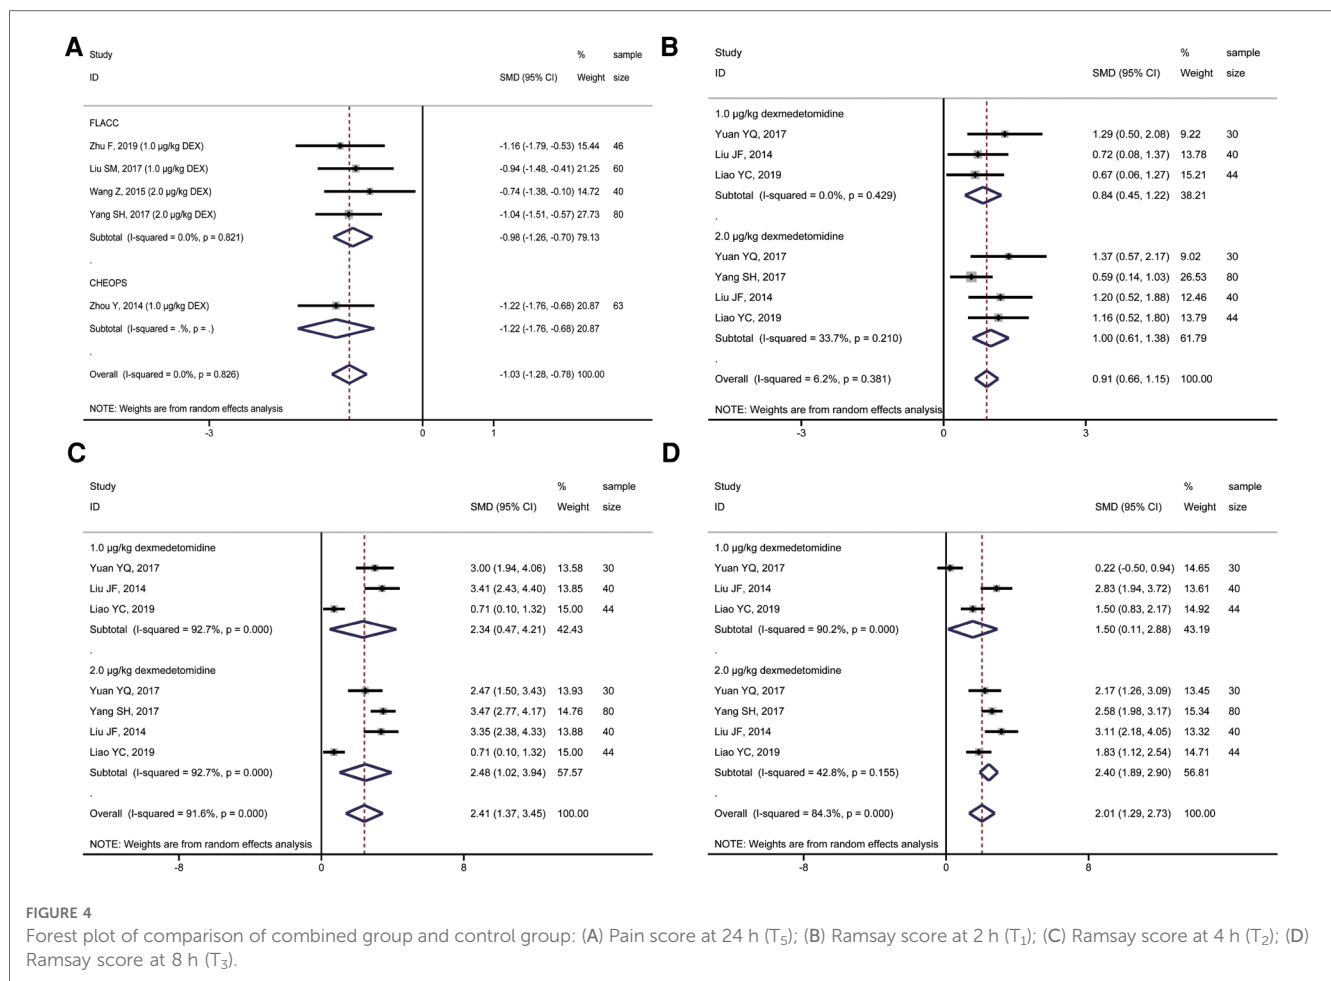 A
Study % sample
ID SMD (95% CI) Weight size
FLACC
Zhu F, 2019 (1.0 µg/kg DEX) -1.16 (-1.79, -0.53) 15.44 46
Liu SM, 2017 (1.0 µg/kg DEX) -0.94 (-1.48, -0.41) 21.25 60
Wang Z, 2015 (2.0 µg/kg DEX) -0.74 (-1.38, -0.10) 14.72 40
Yang SH, 2017 (2.0 µg/kg DEX) -1.04 (-1.51, -0.57) 27.73 80
Subtotal (I-squared = 0.0%, p = 0.821) -0.98 (-1.26, -0.70) 79.13
.
CHEOPS
Zhou Y, 2014 (1.0 µg/kg DEX) -1.22 (-1.76, -0.68) 20.87 63
Subtotal (I-squared = .%, p = .) -1.22 (-1.76, -0.68) 20.87
.
Overall (I-squared = 0.0%, p = 0.826) -1.03 (-1.28, -0.78) 100.00
NOTE: Weights are from random effects analysis
-3 0 1
B
Study % sample
ID SMD (95% CI) Weight size
1.0 µg/kg dexmedetomidine
Yuan YQ, 2017 1.29 (0.50, 2.08) 9.22 30
Liu JF, 2014 0.72 (0.08, 1.37) 13.78 40
Liao YC, 2019 0.67 (0.06, 1.27) 15.21 44
Subtotal (I-squared = 0.0%, p = 0.429) 0.84 (0.45, 1.22) 38.21
.
2.0 µg/kg dexmedetomidine
Yuan YQ, 2017 1.37 (0.57, 2.17) 9.02 30
Yang SH, 2017 0.59 (0.14, 1.03) 26.53 80
Liu JF, 2014 1.20 (0.52, 1.88) 12.46 40
Liao YC, 2019 1.16 (0.52, 1.80) 13.79 44
Subtotal (I-squared = 33.7%, p = 0.210) 1.00 (0.61, 1.38) 61.79
.
Overall (I-squared = 6.2%, p = 0.381) 0.91 (0.66, 1.15) 100.00
NOTE: Weights are from random effects analysis
-3 0 3
C
Study % sample
ID SMD (95% CI) Weight size
1.0 µg/kg dexmedetomidine
Yuan YQ, 2017 3.00 (1.94, 4.06) 13.58 30
Liu JF, 2014 3.41 (2.43, 4.40) 13.85 40
Liao YC, 2019 0.71 (0.10, 1.32) 15.00 44
Subtotal (I-squared = 92.7%, p = 0.000) 2.34 (0.47, 4.21) 42.43
.
2.0 µg/kg dexmedetomidine
Yuan YQ, 2017 2.47 (1.50, 3.43) 13.93 30
Yang SH, 2017 3.47 (2.77, 4.17) 14.76 80
Liu JF, 2014 3.35 (2.38, 4.33) 13.88 40
Liao YC, 2019 0.71 (0.10, 1.32) 15.00 44
Subtotal (I-squared = 92.7%, p = 0.000) 2.48 (1.02, 3.94) 57.57
.
Overall (I-squared = 91.6%, p = 0.000) 2.41 (1.37, 3.45) 100.00
NOTE: Weights are from random effects analysis
-8 0 8
D
Study % sample
ID SMD (95% CI) Weight size
1.0 µg/kg dexmedetomidine
Yuan YQ, 2017 0.22 (-0.50, 0.94) 14.65 30
Liu JF, 2014 2.83 (1.94, 3.72) 13.61 40
Liao YC, 2019 1.50 (0.83, 2.17) 14.92 44
Subtotal (I-squared = 90.2%, p = 0.000) 1.50 (0.11, 2.88) 43.19
.
2.0 µg/kg dexmedetomidine
Yuan YQ, 2017 2.17 (1.26, 3.09) 13.45 30
Yang SH, 2017 2.58 (1.98, 3.17) 15.34 80
Liu JF, 2014 3.11 (2.18, 4.05) 13.32 40
Liao YC, 2019 1.83 (1.12, 2.54) 14.71 44
Subtotal (I-squared = 42.8%, p = 0.155) 2.40 (1.89, 2.90) 56.81
.
Overall (I-squared = 84.3%, p = 0.000) 2.01 (1.29, 2.73) 100.00
NOTE: Weights are from random effects analysis
-8 0 8
FIGURE 4
Forest plot of comparison of combined group and control group: (A) Pain score at 24 h (T5); (B) Ramsay score at 2 h (T1); (C) Ramsay score at 4 h (T2); (D)
Ramsay score at 8 h (T3).